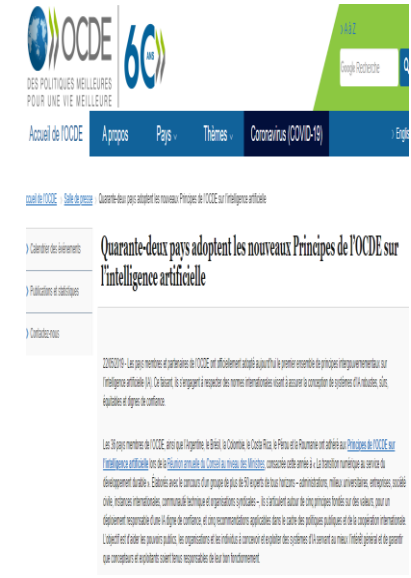 OCDE
60 ANS
DES POLITIQUES MEILLEURES
POUR UNE VIE MEILLEURE
> A à Z
Google Recherche
Accueil de l'OCDE
A propos
Pays
Thèmes
Coronavirus (COVID-19)
> Englis
ccueil de l'OCDE > Salle de presse > Quarante-deux pays adoptent les nouveaux Principes de l'OCDE sur l'intelligence artificielle
> Calendrier des événements
> Publications et statistiques
> Contactez-nous
Quarante-deux pays adoptent les nouveaux Principes de l'OCDE sur
l'intelligence artificielle
22/05/2019 - Les pays membres et partenaires de l'OCDE ont officiellement adopté aujourd'hui le premier ensemble de principes intergouvernementaux sur
l'intelligence artificielle (IA). Ce faisant, ils s'engagent à respecter des normes internationales visant à assurer la conception de systèmes d'IA robustes, sûrs,
équitables et dignes de confiance.
Les 36 pays membres de l'OCDE, ainsi que l'Argentine, le Brésil, la Colombie, le Costa Rica, le Pérou et la Roumanie ont adhéré aux Principes de l'OCDE sur
l'intelligence artificielle lors de la Réunion annuelle du Conseil au niveau des Ministres, consacrée cette année à « La transition numérique au service du
développement durable ». Élaborés avec le concours d'un groupe de plus de 50 experts de tous horizons – administrations, milieux universitaires, entreprises, société
civile, instances internationales, communauté technique et organisations syndicales – ils s'articulent autour de cinq principes fondés sur des valeurs, pour un
déploiement responsable d'une IA digne de confiance, et cinq recommandations applicables dans le cadre des politiques publiques et de la coopération internationale.
L'objectif est d'aider les pouvoirs publics, les organisations et les individus à concevoir et exploiter des systèmes d'IA servant au mieux l'intérêt général et de garantir
que concepteurs et exploitants soient tenus responsables de leur bon fonctionnement.